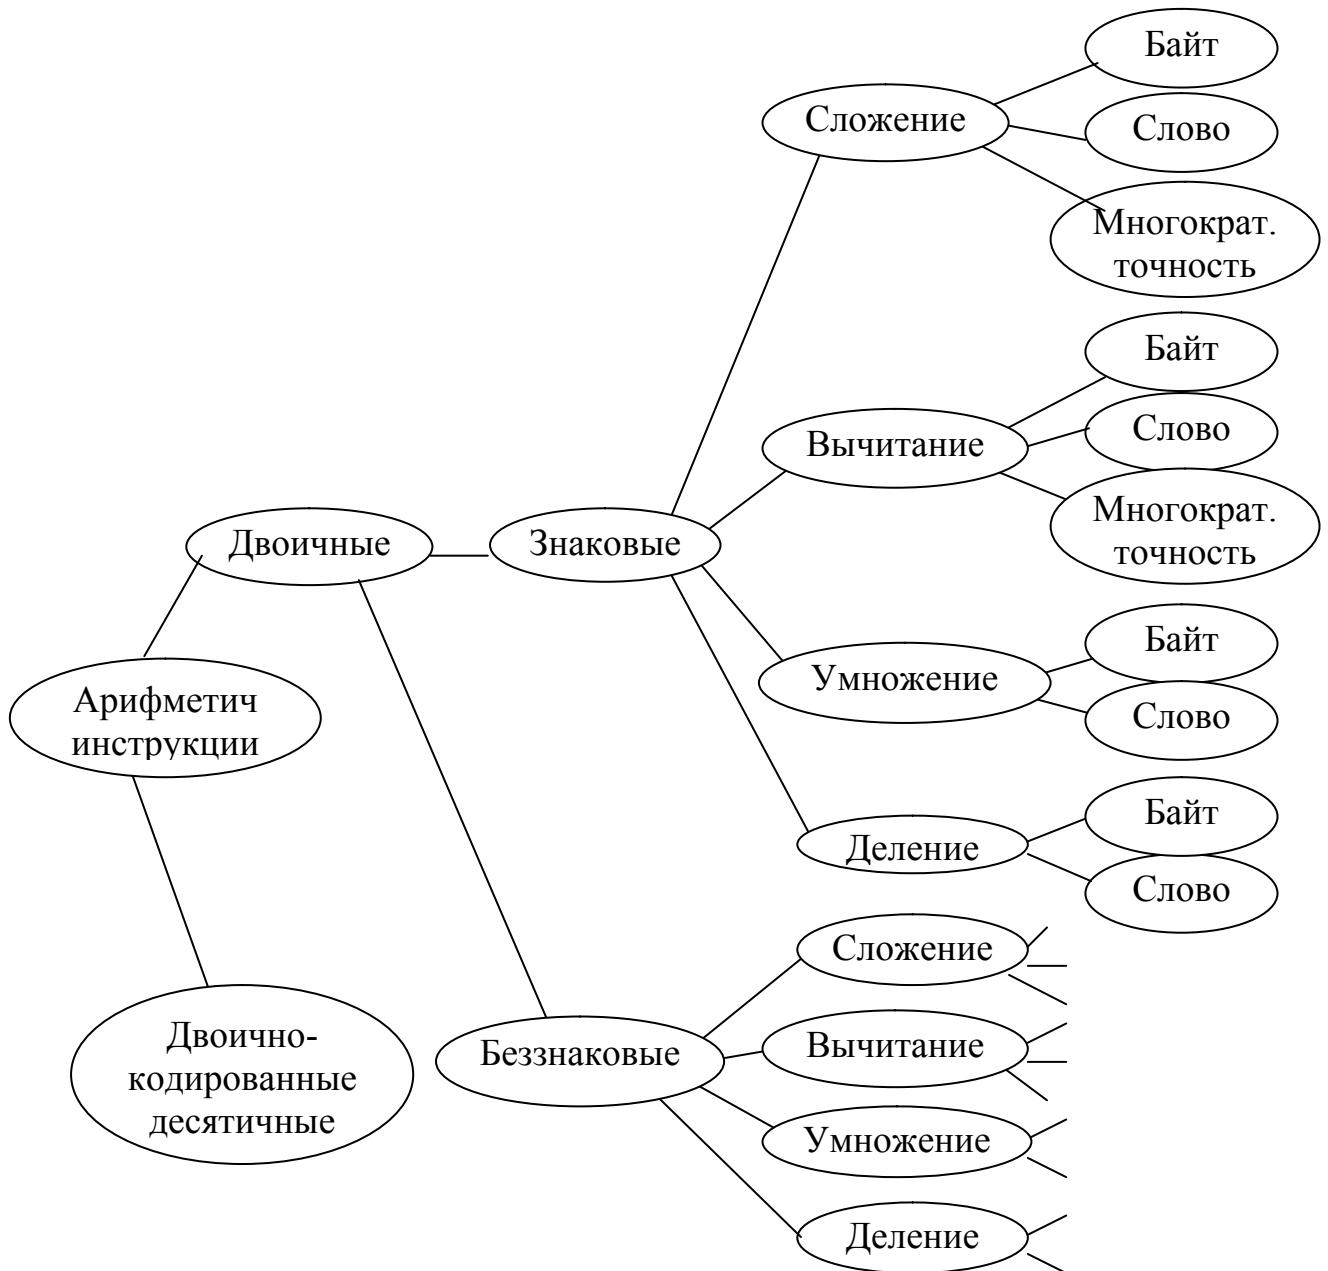 Байт
Сложение
Слово
Многократ.
точность
Байт
Вычитание
Слово
Многократ.
точность
Двоичные
Знаковые
Байт
Умножение
Слово
Арифметич
инструкции
Байт
Деление
Слово
Сложение
Двоично-
кодированные
десятичные
Беззнаковые
Вычитание
Умножение
Деление